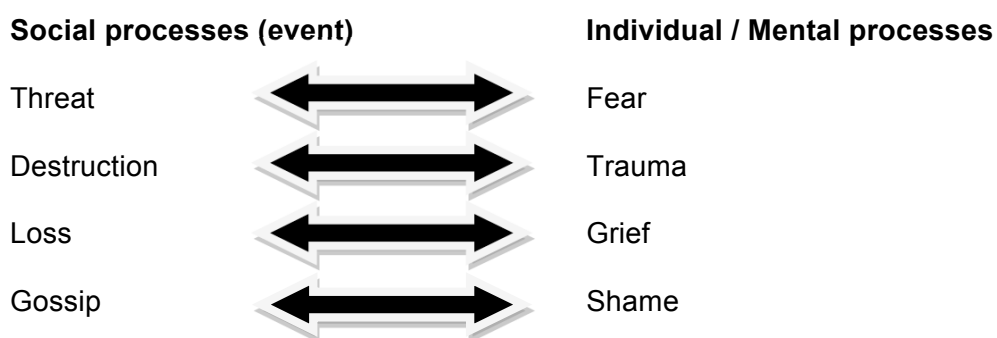 Social processes (event) Individual / Mental processes
Threat Fear
Destruction Trauma
Loss Grief
Gossip Shame